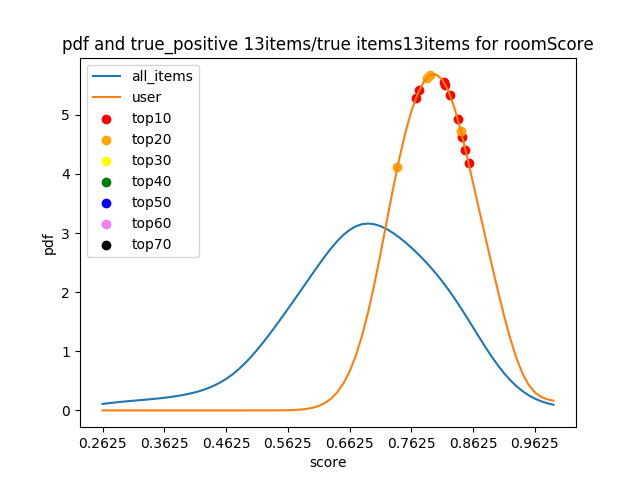 pdf and true_positive 13items/true items13items for roomScore
all_items
user
top10
top20
top30
top40
top50
top60
top70
pdf
5
4
3
2
1
0
0.2625 0.3625 0.4625 0.5625 0.6625 0.7625 0.8625 0.9625
score